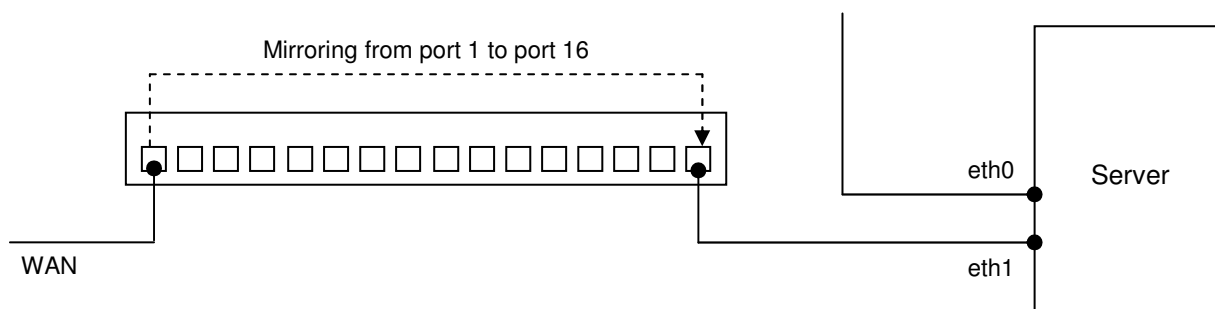 Mirroring from port 1 to port 16
eth0
Server
WAN
eth1